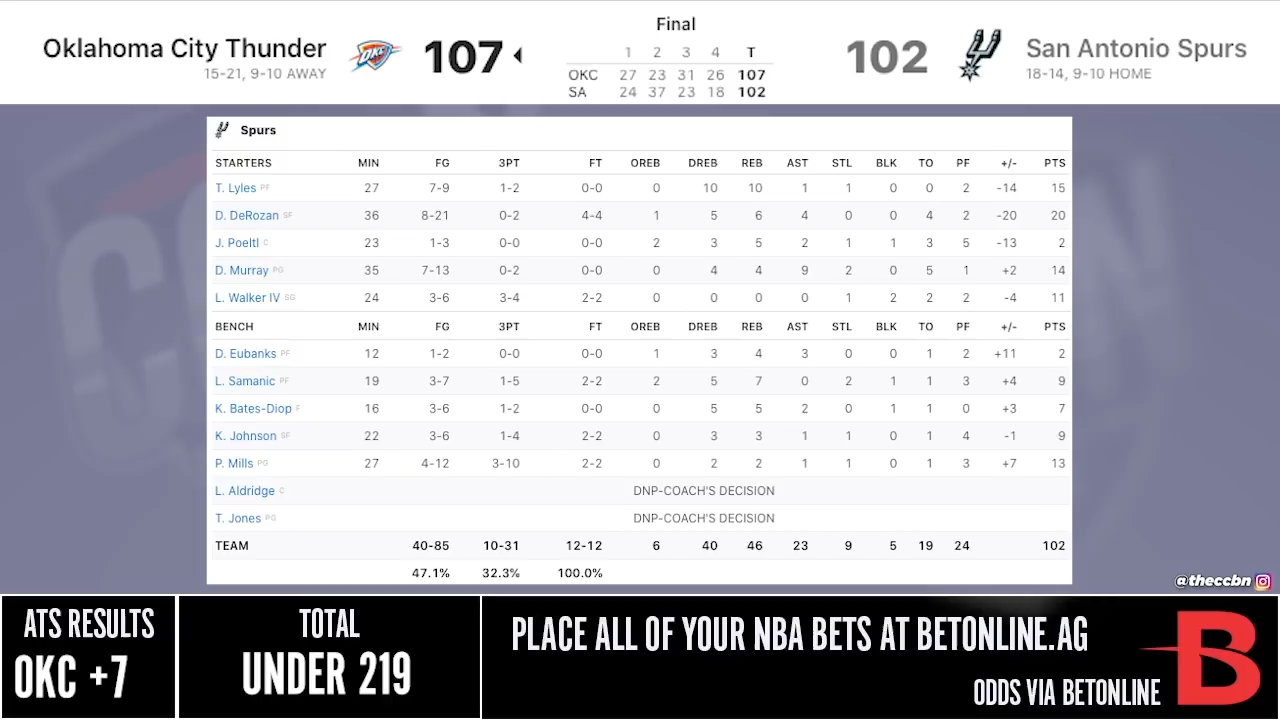 Final
Oklahoma City Thunder
15-21, 9-10 AWAY
OKC
107
1 2 3 4 T
OKC 27 23 31 26 107
SA 24 37 23 18 102
102
San Antonio Spurs
18-14, 9-10 HOME
Spurs
STARTERS MIN FG 3PT FT OREB DREB REB AST STL BLK TO PF +/- PTS
T. Lyles PF 27 7-9 1-2 0-0 0 10 10 1 1 0 0 2 -14 15
D. DeRozan SF 36 8-21 0-2 4-4 1 5 6 4 0 0 4 2 -20 20
J. Poeltl C 23 1-3 0-0 0-0 2 3 5 2 1 1 3 5 -13 2
D. Murray PG 35 7-13 0-2 0-0 0 4 4 9 2 0 5 1 +2 14
L. Walker IV SG 24 3-6 3-4 2-2 0 0 0 0 1 2 2 2 -4 11
BENCH MIN FG 3PT FT OREB DREB REB AST STL BLK TO PF +/- PTS
D. Eubanks PF 12 1-2 0-0 0-0 1 3 4 3 0 0 1 2 +11 2
L. Samanic PF 19 3-7 1-5 2-2 2 5 7 0 2 1 1 3 +4 9
K. Bates-Diop F 16 3-6 1-2 0-0 0 5 5 2 0 1 1 0 +3 7
K. Johnson SF 22 3-6 1-4 2-2 0 3 3 1 1 0 1 4 -1 9
P. Mills PG 27 4-12 3-10 2-2 0 2 2 1 1 0 1 3 +7 13
L. Aldridge C DNP-COACH'S DECISION
T. Jones PG DNP-COACH'S DECISION
TEAM 40-85 10-31 12-12 6 40 46 23 9 5 19 24 102
47.1% 32.3% 100.0%
@theccbn
ATS RESULTS
OKC +7
TOTAL
UNDER 219
PLACE ALL OF YOUR NBA BETS AT BETONLINE.AG
ODDS VIA BETONLINE
B